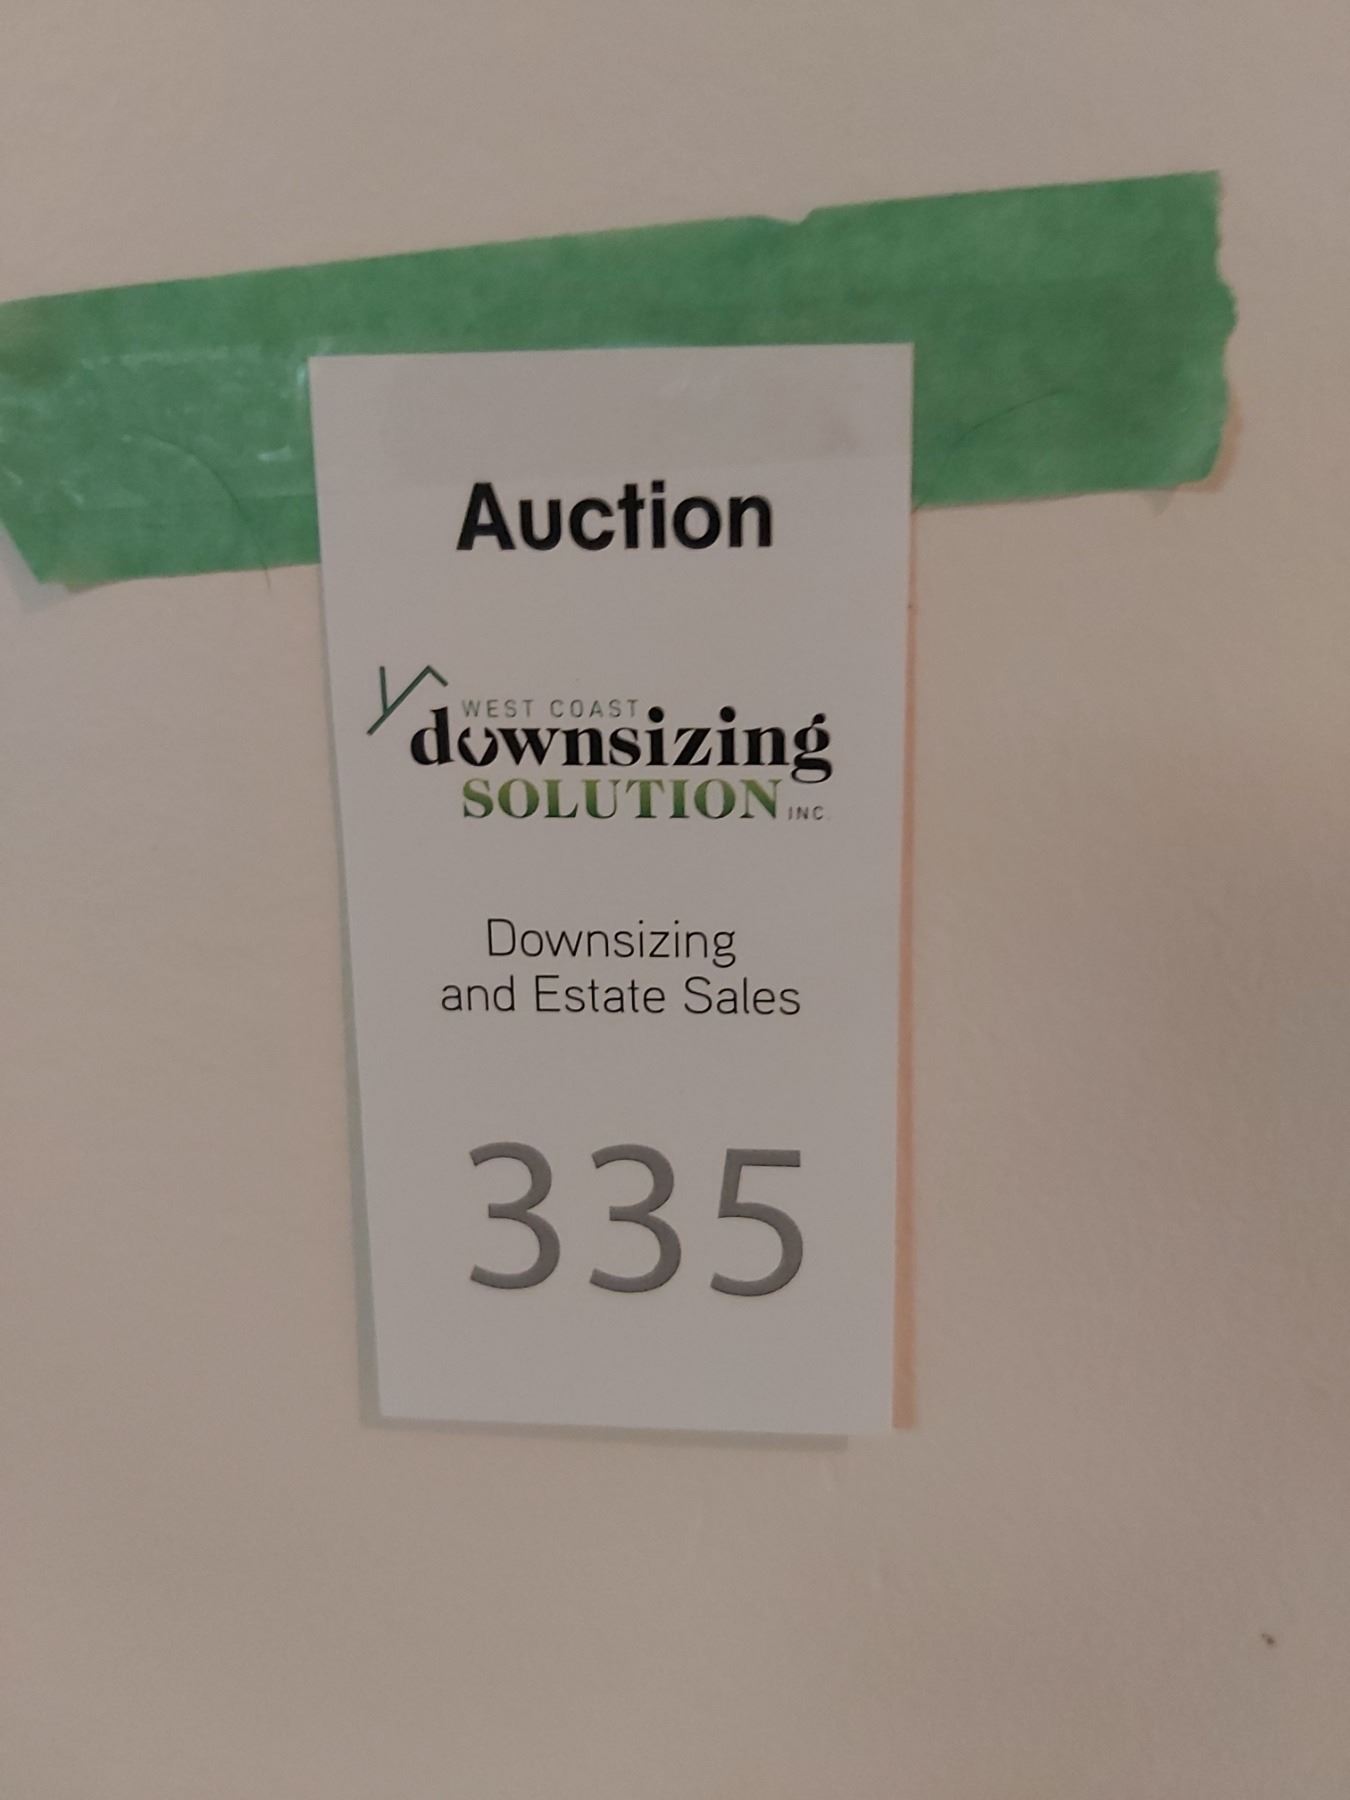 Auction
WEST COAST
downsizing
SOLUTION INC.
Downsizing
and Estate Sales
335